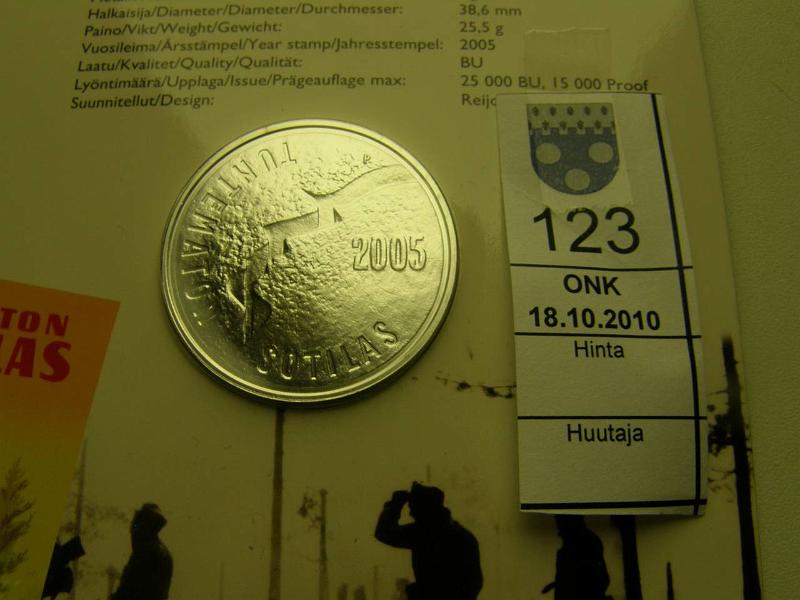 Halkaisija/Diameter/Diameter/Durchmesser: 38,6 mm
Paino/Vikt/Weight/Gewicht: 25,5 g
Vuosileima/Årsstämpel/Year stamp/Jahresstempel: 2005
Laatu/Kvalitet/Quality/Qualität: BU
Lyöntimäärä/Upplaga/Issue/Prägeauflage max: 25 000 BU, 15 000 Proof
Suunnitellut/Design: Reijo
TUNTEMATON
2005
SOTILAS
TON
LAS
123
ONK
18.10.2010
Hinta
Huutaja